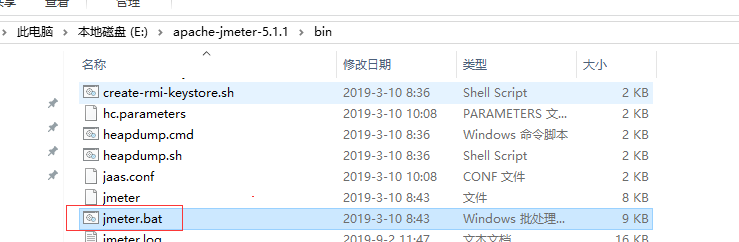 查看
管理
此电脑 > 本地磁盘 (E:) > apache-jmeter-5.1.1 > bin
名称 修改日期 类型 大小
create-rmi-keystore.sh 2019-3-10 8:36 Shell Script 2 KB
hc.parameters 2019-3-10 10:08 PARAMETERS 文... 2 KB
heapdump.cmd 2019-3-10 8:36 Windows 命令脚本 2 KB
heapdump.sh 2019-3-10 8:36 Shell Script 2 KB
jaas.conf 2019-3-10 10:08 CONF 文件 2 KB
jmeter 2019-3-10 8:43 文件 8 KB
jmeter.bat 2019-3-10 8:43 Windows 批处理... 9 KB
jmeter.log 2019-9-2 11:47 文本文档 16 KB